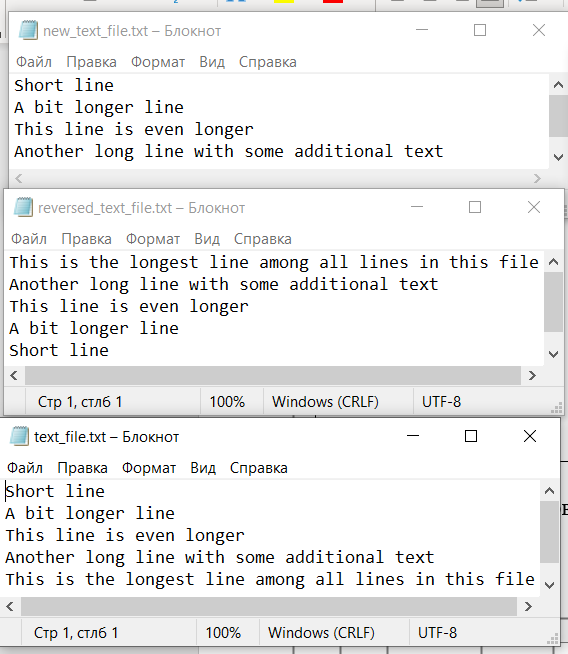 new_text_file.txt – Блокнот
Файл Правка Формат Вид Справка
Short line
A bit longer line
This line is even longer
Another long line with some additional text
reversed_text_file.txt – Блокнот
Файл Правка Формат Вид Справка
This is the longest line among all lines in this file
Another long line with some additional text
This line is even longer
A bit longer line
Short line
Стр 1, стлб 1 100% Windows (CRLF) UTF-8
text_file.txt – Блокнот
Файл Правка Формат Вид Справка
Short line
A bit longer line
This line is even longer
Another long line with some additional text
This is the longest line among all lines in this file
Стр 1, стлб 1 100% Windows (CRLF) UTF-8